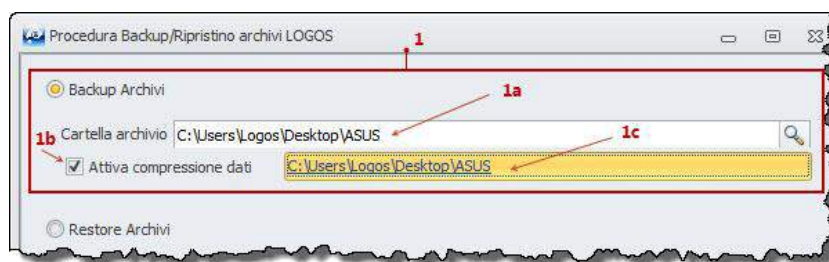 Procedura Backup/Ripristino archivi LOGOS
1
Backup Archivi
1a
1b
Cartella archivio C:\Users\Logos\Desktop\ASUS
1c
Attiva compressione dati C:\Users\Logos\Desktop\ASUS
Restore Archivi